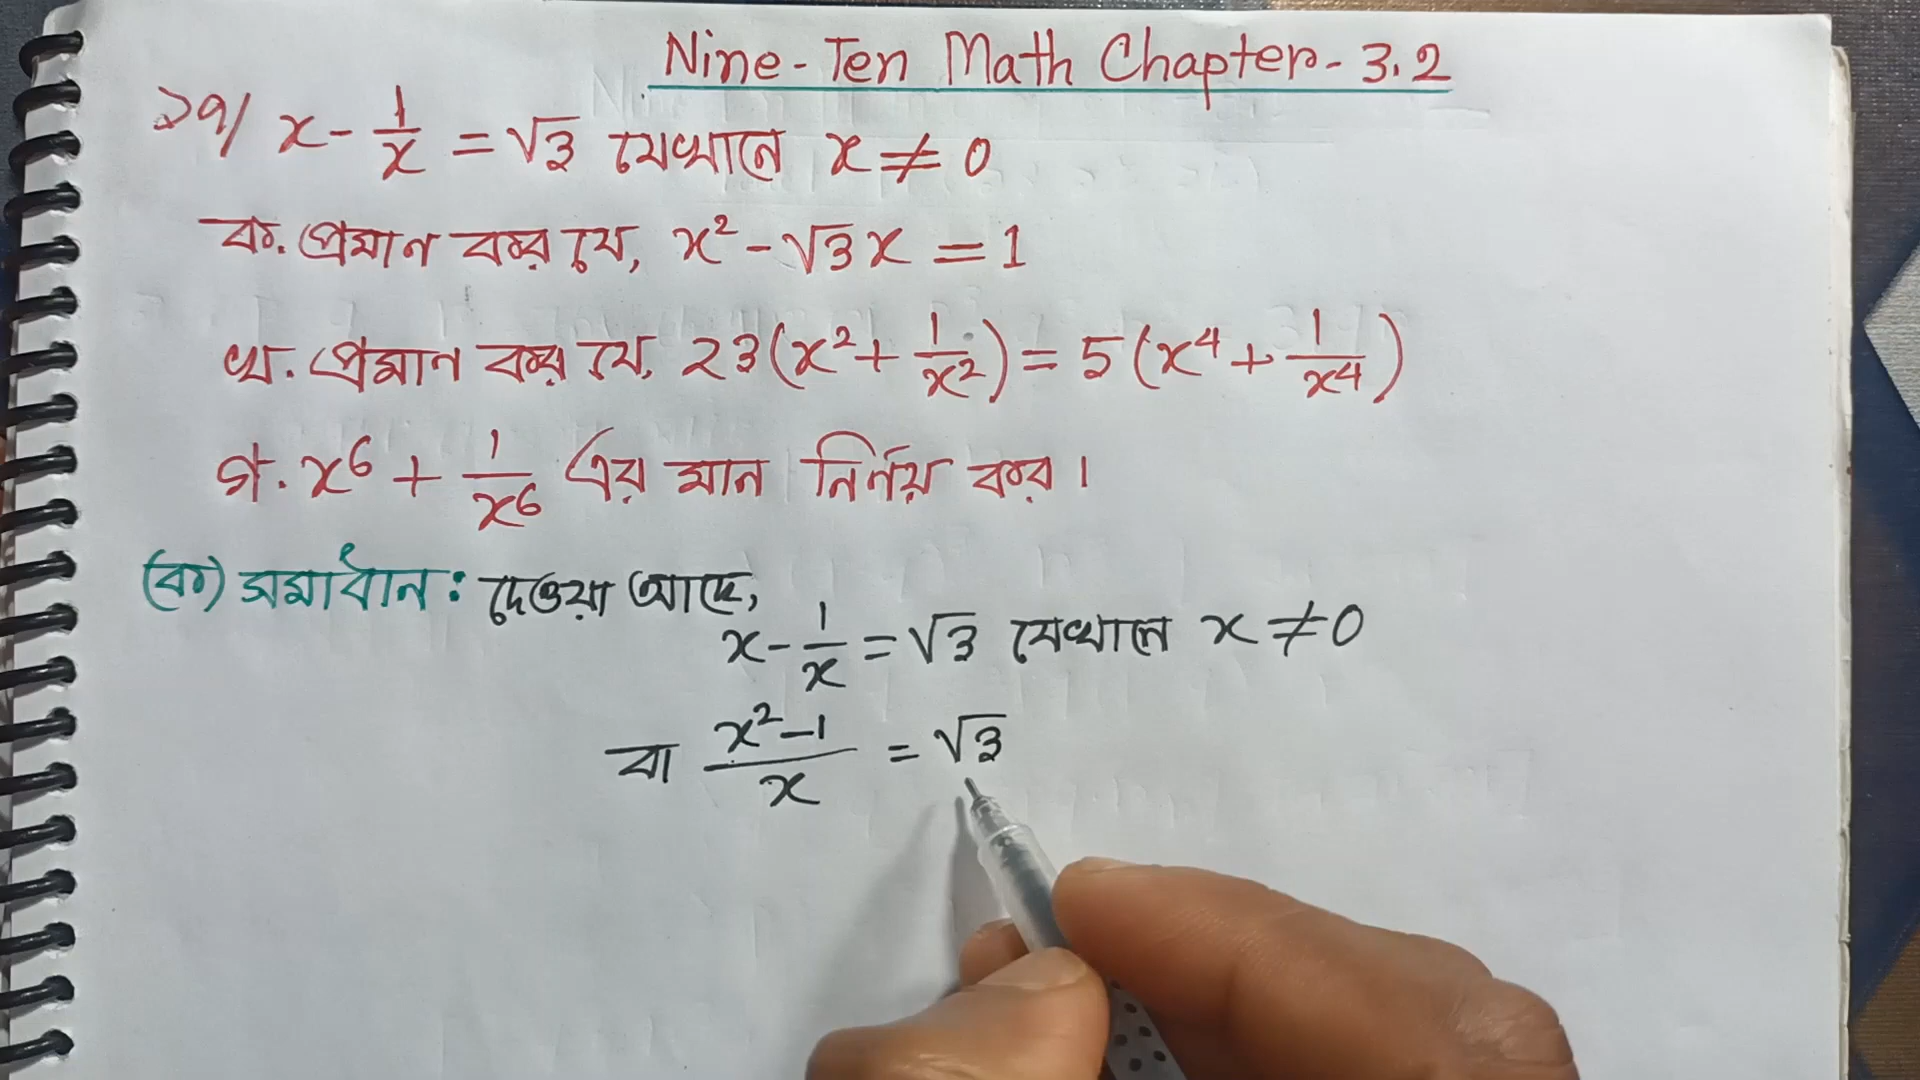 Nine-Ten Math Chapter-3.2
১৭/ x - 1/x = √3 যেখানে x ≠ 0
ক. প্রমান কর যে, x² - √3x = 1
খ. প্রমান কর যে, 23(x² + 1/x²) = 5(x⁴ + 1/x⁴)
গ. x⁶ + 1/x⁶ এর মান নির্নয় কর।
(ক) সমাধান: দেওয়া আছে,
x - 1/x = √3 যেখানে x ≠ 0
বা x²-1/x = √3